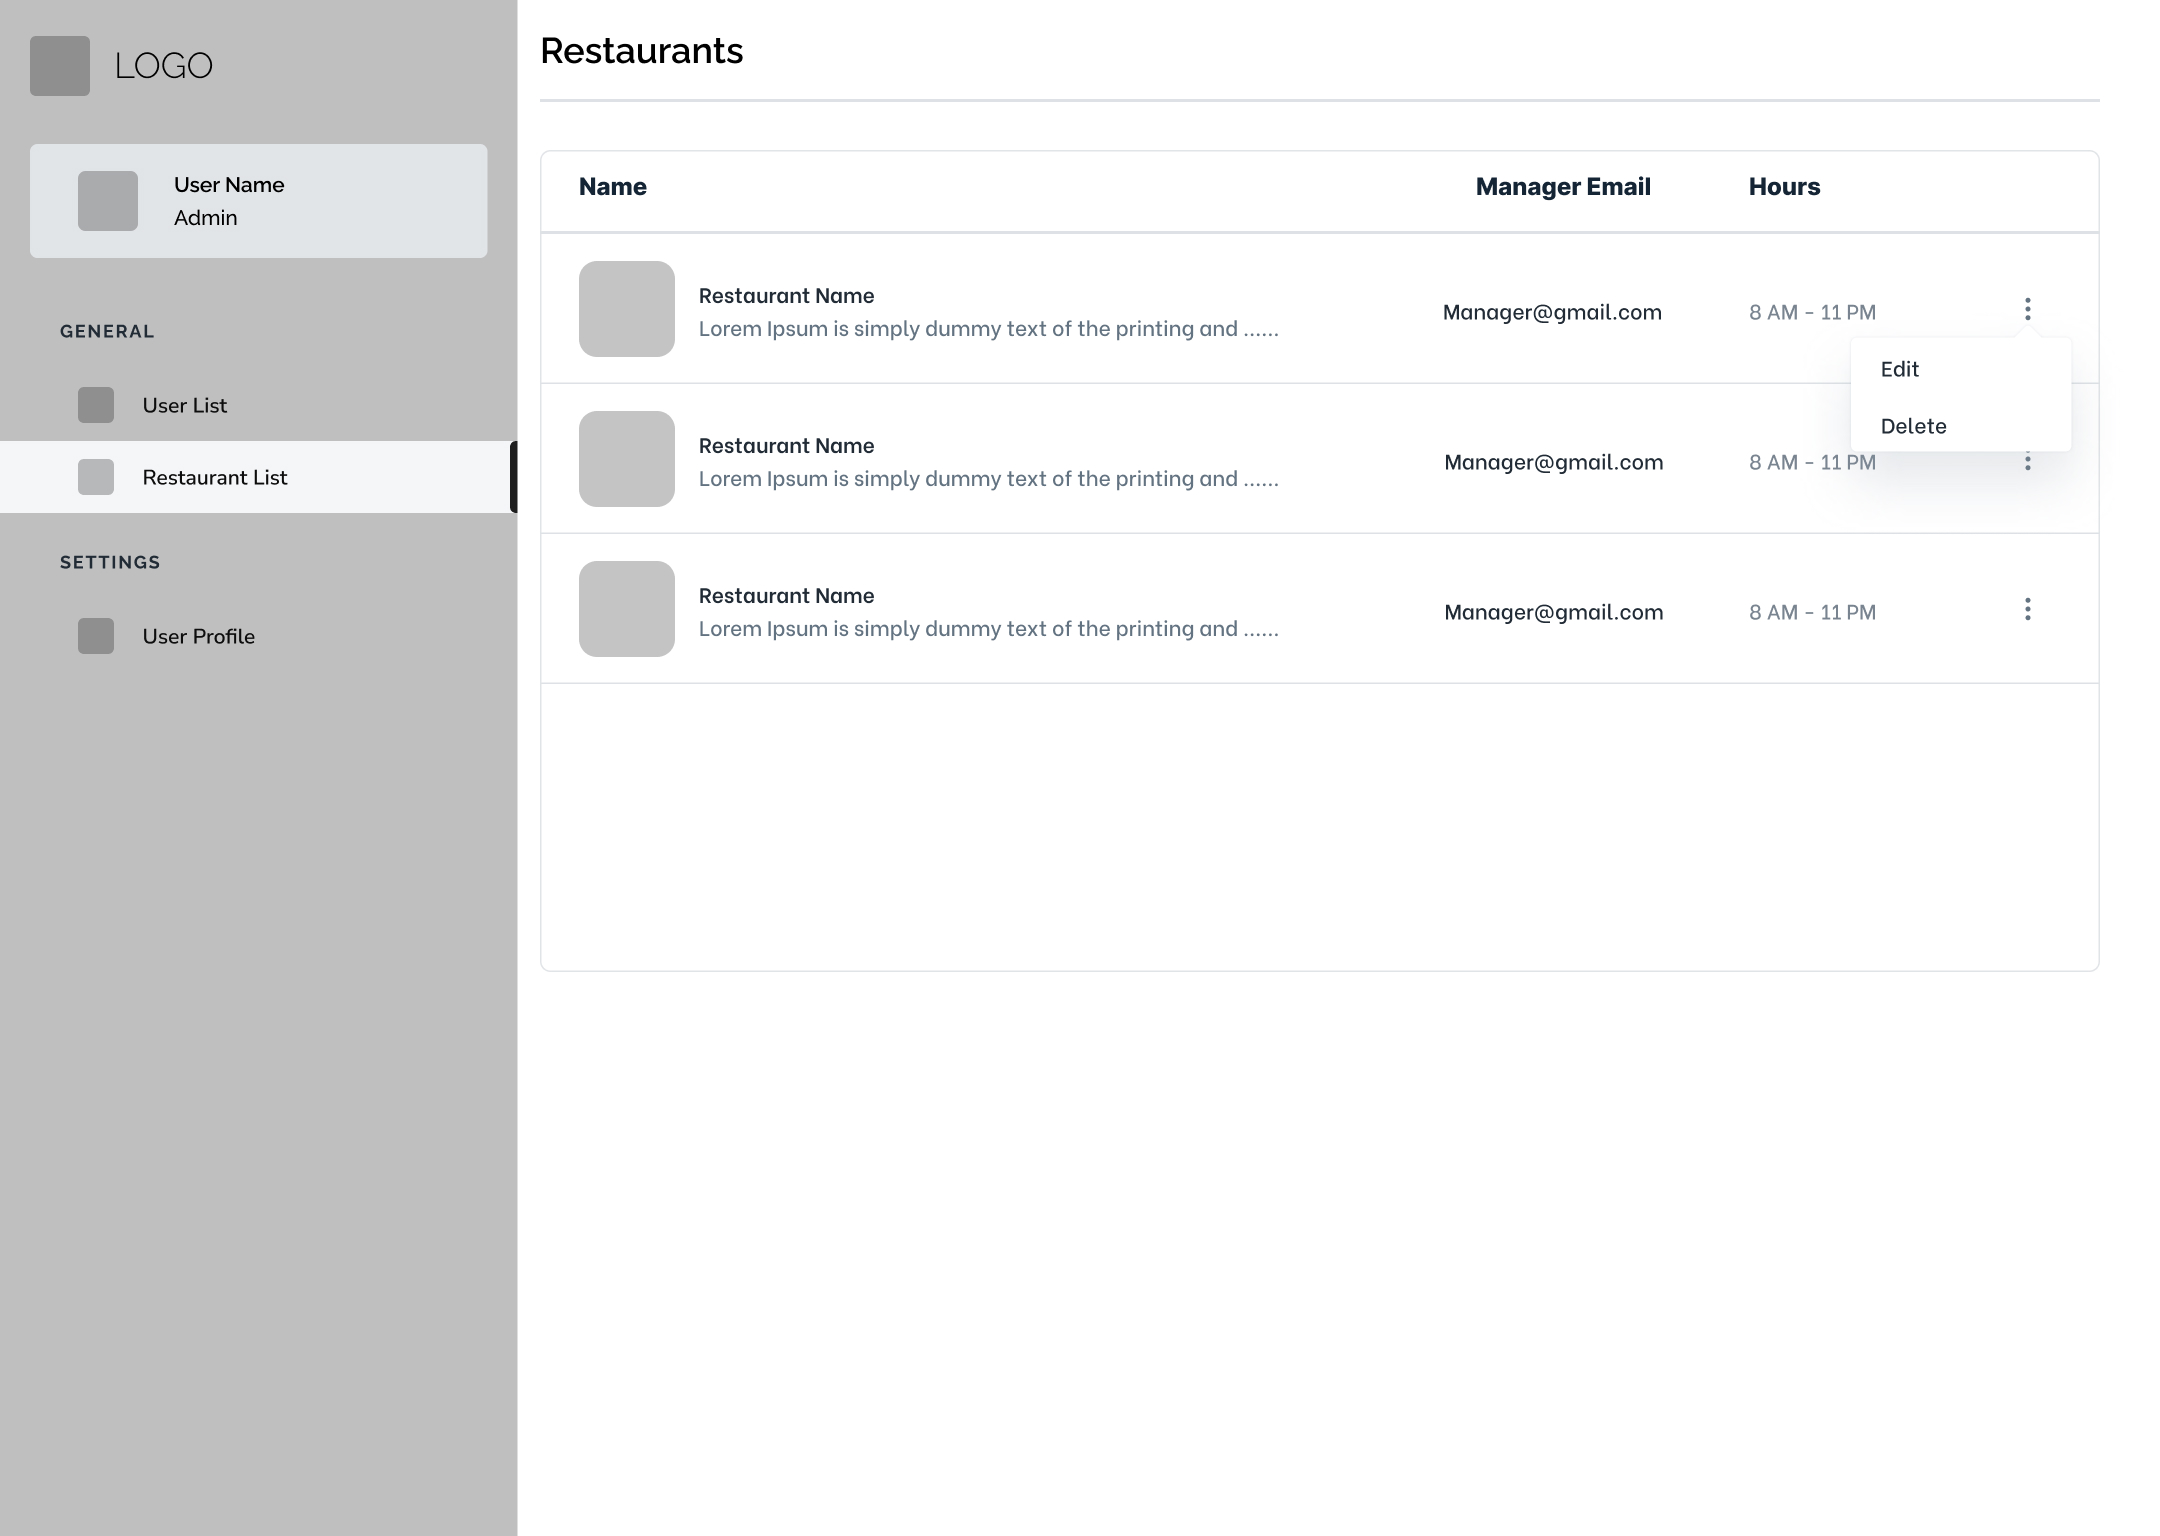 LOGO
User Name
Admin
GENERAL
User List
Restaurant List
SETTINGS
User Profile
Restaurants
Name Manager Email Hours
Restaurant Name
Lorem Ipsum is simply dummy text of the printing and ......
Manager@gmail.com 8 AM - 11 PM
Edit
Delete
Restaurant Name
Lorem Ipsum is simply dummy text of the printing and ......
Manager@gmail.com 8 AM - 11 PM
Restaurant Name
Lorem Ipsum is simply dummy text of the printing and ......
Manager@gmail.com 8 AM - 11 PM